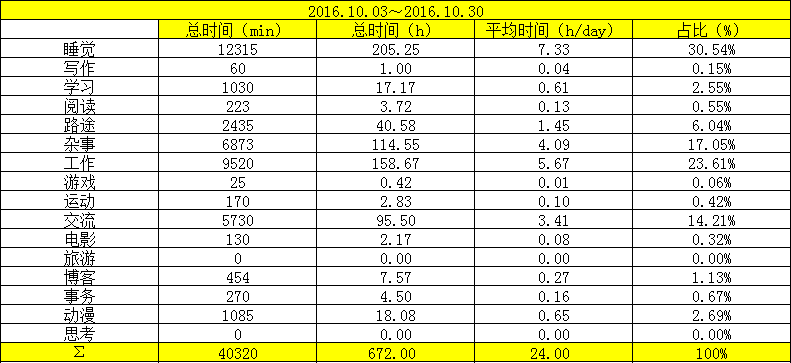 2016.10.03～2016.10.30
总时间（min） 总时间（h） 平均时间（h/day） 占比（%）
睡觉 12315 205.25 7.33 30.54%
写作 60 1.00 0.04 0.15%
学习 1030 17.17 0.61 2.55%
阅读 223 3.72 0.13 0.55%
路途 2435 40.58 1.45 6.04%
杂事 6873 114.55 4.09 17.05%
工作 9520 158.67 5.67 23.61%
游戏 25 0.42 0.01 0.06%
运动 170 2.83 0.10 0.42%
交流 5730 95.50 3.41 14.21%
电影 130 2.17 0.08 0.32%
旅游 0 0.00 0.00 0.00%
博客 454 7.57 0.27 1.13%
事务 270 4.50 0.16 0.67%
动漫 1085 18.08 0.65 2.69%
思考 0 0.00 0.00 0.00%
Σ 40320 672.00 24.00 100%